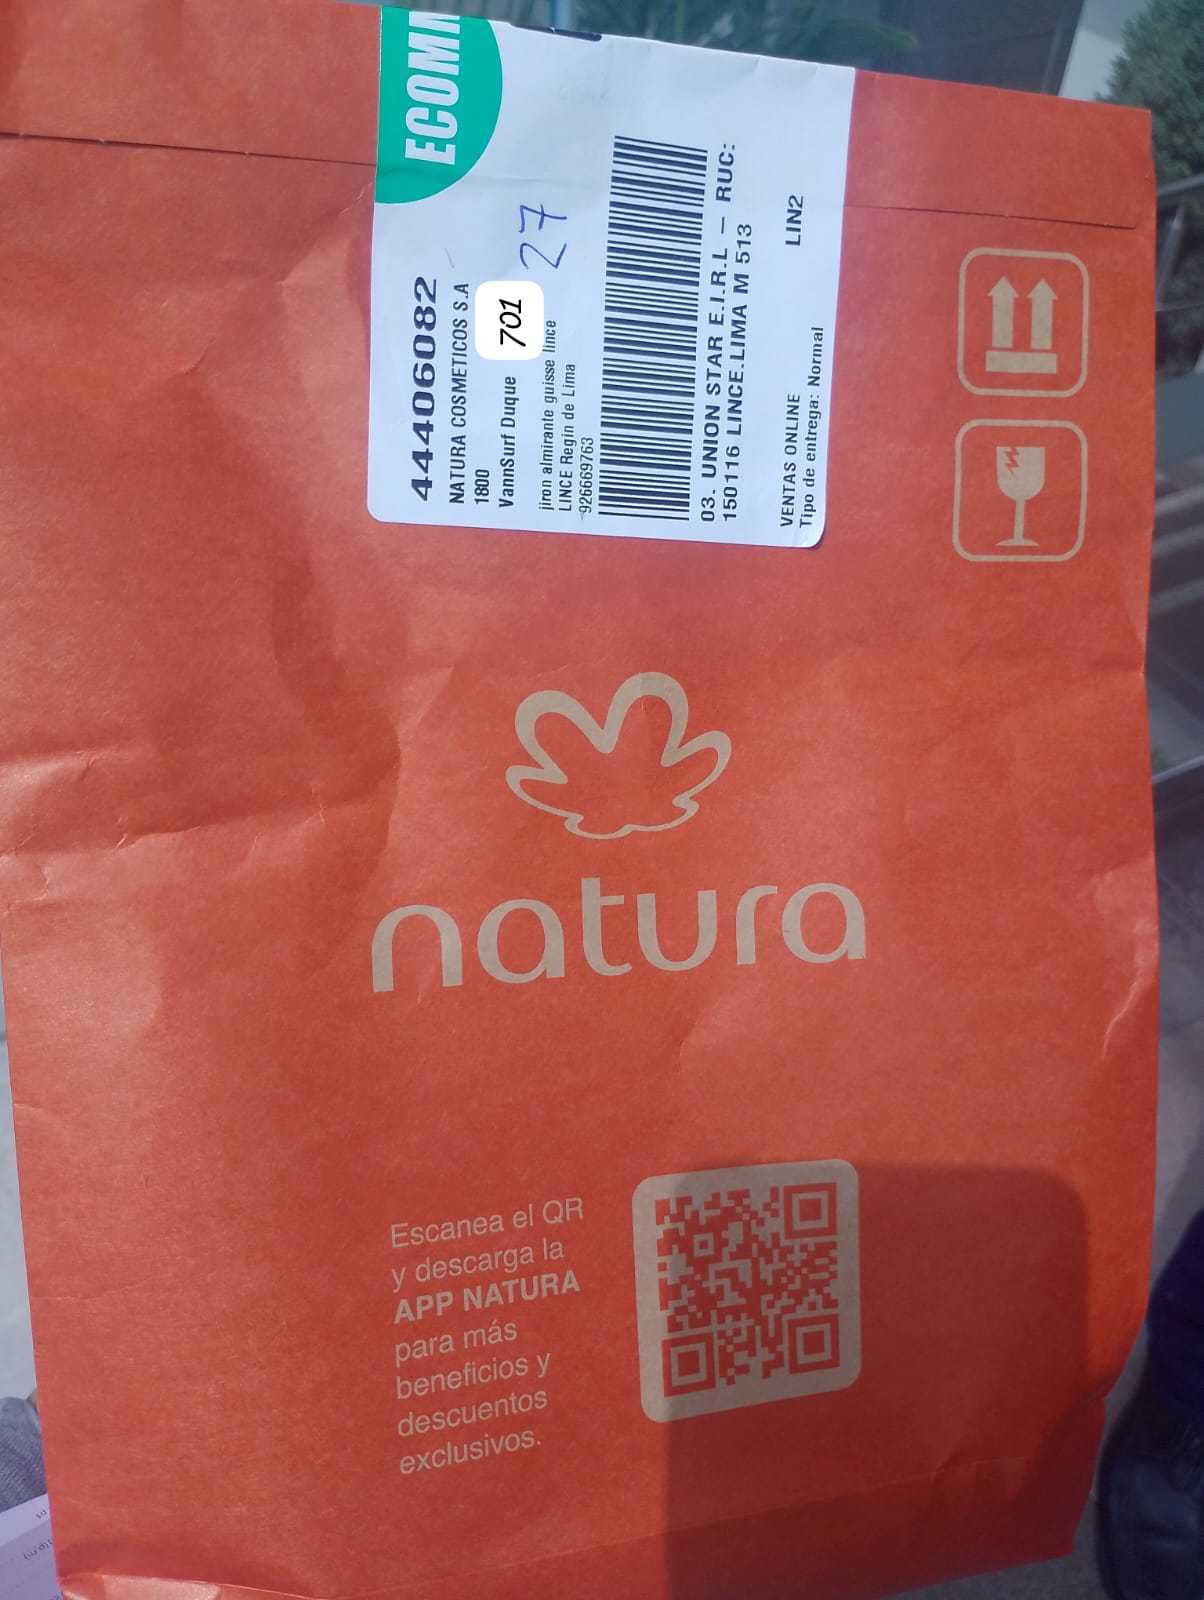 ECOM
44406082
NATURA COSMETICOS S.A
1800
VannSurf Duque
701
27
jiron almirante guisse lince
LINCE Regin de Lima
926669763
03. UNION STAR E.I.R.L – RUC:
150116 LINCE.LIMA M 513
LIN2
VENTAS ONLINE
Tipo de entrega: Normal
natura
Escanea el QR
y descarga la
APP NATURA
para más
beneficios y
descuentos
exclusivos.